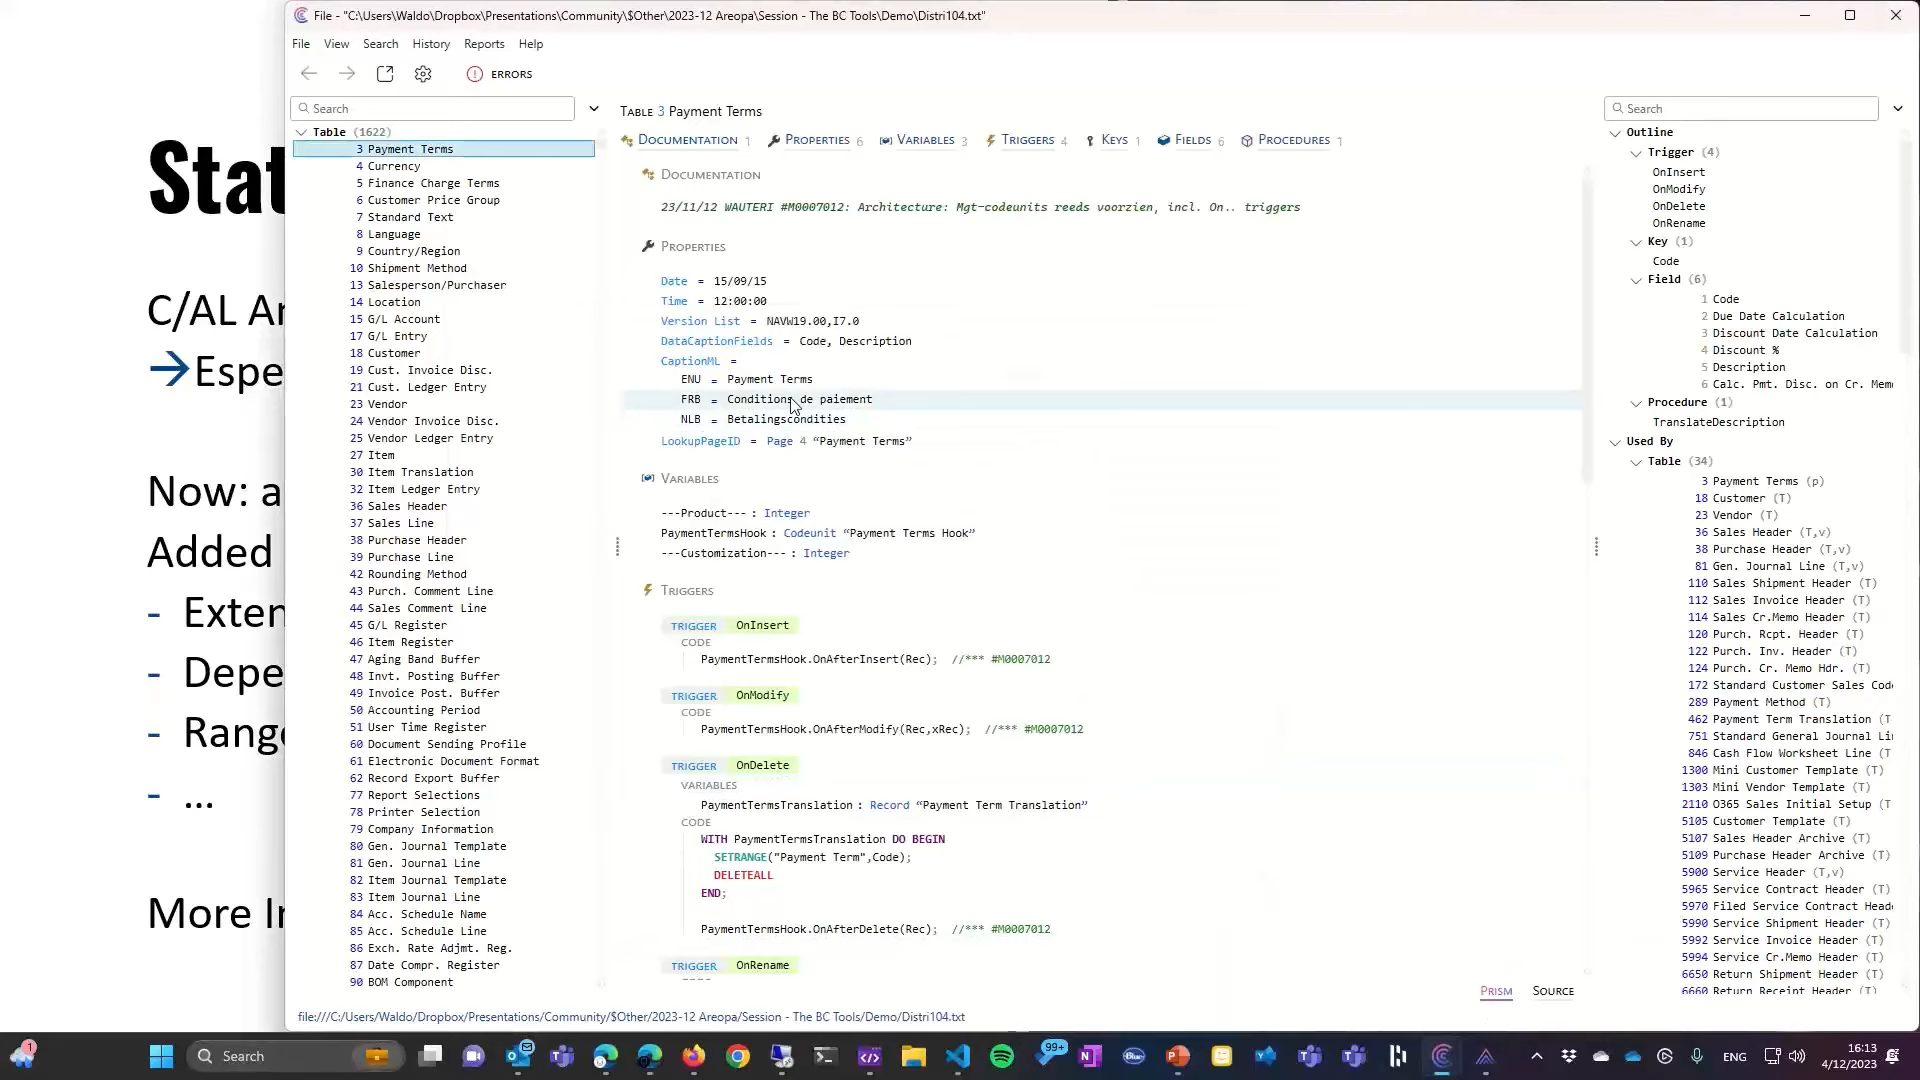 File - "C:\Users\Waldo\Dropbox\Presentations\Community\$Other\2023-12 Areopa\Session - The BC Tools\Demo\Distri104.txt"
File View Search History Reports Help
ERRORS
Search
Table (1622)
3 Payment Terms
4 Currency
5 Finance Charge Terms
6 Customer Price Group
7 Standard Text
8 Language
9 Country/Region
10 Shipment Method
13 Salesperson/Purchaser
14 Location
15 G/L Account
17 G/L Entry
18 Customer
19 Cust. Invoice Disc.
21 Cust. Ledger Entry
23 Vendor
24 Vendor Invoice Disc.
25 Vendor Ledger Entry
27 Item
30 Item Translation
32 Item Ledger Entry
36 Sales Header
37 Sales Line
38 Purchase Header
39 Purchase Line
42 Rounding Method
43 Purch. Comment Line
44 Sales Comment Line
45 G/L Register
46 Item Register
47 Aging Band Buffer
48 Invt. Posting Buffer
49 Invoice Post. Buffer
50 Accounting Period
51 User Time Register
60 Document Sending Profile
61 Electronic Document Format
62 Record Export Buffer
77 Report Selections
78 Printer Selection
79 Company Information
80 Gen. Journal Template
81 Gen. Journal Line
82 Item Journal Template
83 Item Journal Line
84 Acc. Schedule Name
85 Acc. Schedule Line
86 Exch. Rate Adjmt. Reg.
87 Date Compr. Register
90 BOM Component
TABLE 3 Payment Terms
DOCUMENTATION 1 PROPERTIES 6 VARIABLES 3 TRIGGERS 4 KEYS 1 FIELDS 6 PROCEDURES 1
DOCUMENTATION
23/11/12 WAUTERI #M0007012: Architecture: Mgt-codeunits reeds voorzien, incl. On.. triggers
PROPERTIES
Date = 15/09/15
Time = 12:00:00
Version List = NAVW19.00,I7.0
DataCaptionFields = Code, Description
CaptionML =
ENU = Payment Terms
FRB = Conditions de paiement
NLB = Betalingscondities
LookupPageID = Page 4 “Payment Terms”
VARIABLES
---Product--- : Integer
PaymentTermsHook : Codeunit “Payment Terms Hook”
---Customization--- : Integer
TRIGGERS
TRIGGER OnInsert
CODE
PaymentTermsHook.OnAfterInsert(Rec); //*** #M0007012
TRIGGER OnModify
CODE
PaymentTermsHook.OnAfterModify(Rec,xRec); //*** #M0007012
TRIGGER OnDelete
VARIABLES
PaymentTermsTranslation : Record “Payment Term Translation”
CODE
WITH PaymentTermsTranslation DO BEGIN
SETRANGE("Payment Term",Code);
DELETEALL
END;
PaymentTermsHook.OnAfterDelete(Rec); //*** #M0007012
TRIGGER OnRename
PRISM SOURCE
Search
Outline
Trigger (4)
OnInsert
OnModify
OnDelete
OnRename
Key (1)
Code
Field (6)
1 Code
2 Due Date Calculation
3 Discount Date Calculation
4 Discount %
5 Description
6 Calc. Pmt. Disc. on Cr. Mem
Procedure (1)
TranslateDescription
Used By
Table (34)
3 Payment Terms (p)
18 Customer (T)
23 Vendor (T)
36 Sales Header (T,v)
38 Purchase Header (T,v)
81 Gen. Journal Line (T,v)
110 Sales Shipment Header (T)
112 Sales Invoice Header (T)
114 Sales Cr.Memo Header (T)
120 Purch. Rcpt. Header (T)
122 Purch. Inv. Header (T)
124 Purch. Cr. Memo Hdr. (T)
172 Standard Customer Sales Cod
289 Payment Method (T)
462 Payment Term Translation (T
751 Standard General Journal Li
846 Cash Flow Worksheet Line (T
1300 Mini Customer Template (T)
1303 Mini Vendor Template (T)
2110 O365 Sales Initial Setup (T
5105 Customer Template (T)
5107 Sales Header Archive (T)
5109 Purchase Header Archive (T)
5900 Service Header (T,v)
5965 Service Contract Header (T)
5970 Filed Service Contract Head
5990 Service Shipment Header (T)
5992 Service Invoice Header (T)
5994 Service Cr.Memo Header (T)
6650 Return Shipment Header (T)
6660 Return Receipt Header (T)
Stat
C/AL A
→Espe
Now: a
Added
- Exten
- Depe
- Range
- ...
More I
file:///C:/Users/Waldo/Dropbox/Presentations/Community/$Other/2023-12 Areopa/Session - The BC Tools/Demo/Distri104.txt
1
Search
99+
Blue
ENG
16:13
4/12/2023